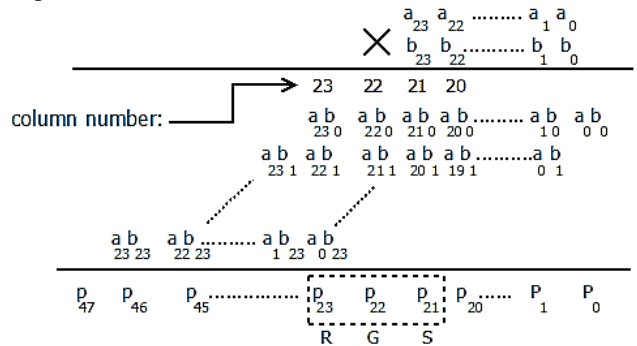 a23 a22 ......... a1 a0
× b23 b22 ........... b1 b0
23 22 21 20
column number:
a23b0 a22b0 a21b0 a20b0 ......... a1b0 a0b0
a23b1 a22b1 a21b1 a20b1 a19b1 ........... a0b1
a23b23 a22b23 .......... a1b23 a0b23
p47 p46 p45 ..................... p23 p22 p21 p20 ...... P1 P0
R G S